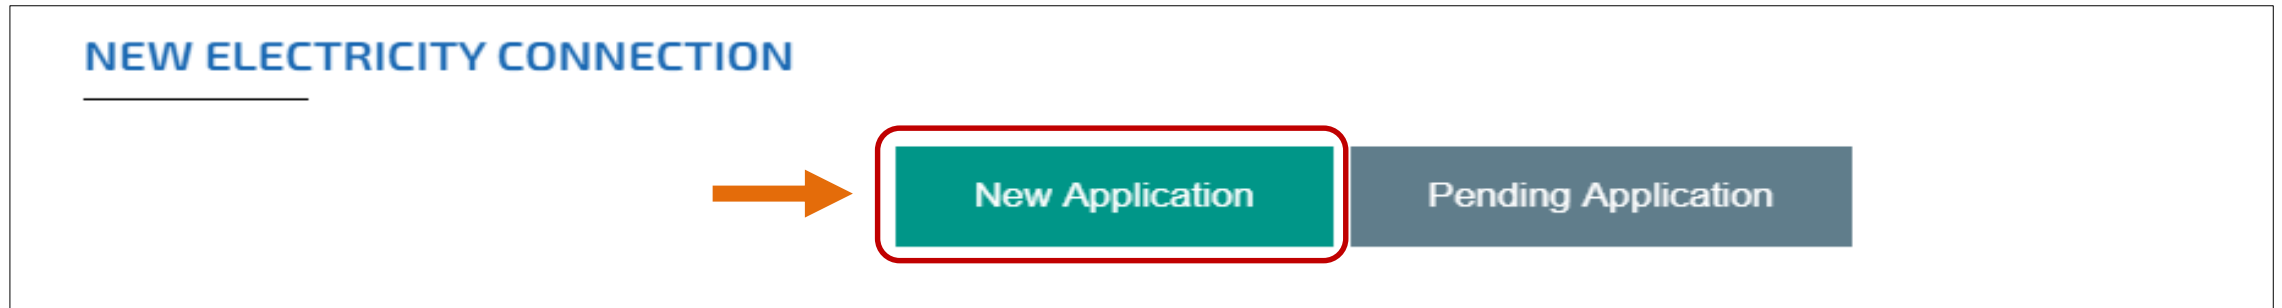 NEW ELECTRICITY CONNECTION
New Application Pending Application